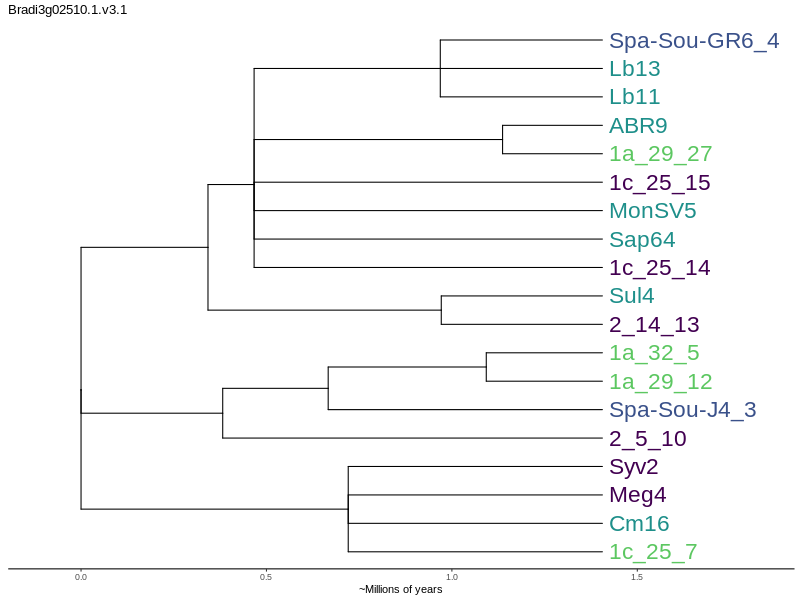 Bradi3g02510.1.v3.1
Spa-Sou-GR6_4
Lb13
Lb11
ABR9
1a_29_27
1c_25_15
MonSV5
Sap64
1c_25_14
Sul4
2_14_13
1a_32_5
1a_29_12
Spa-Sou-J4_3
2_5_10
Syv2
Meg4
Cm16
1c_25_7
0.0 0.5 1.0 1.5
~Millions of years